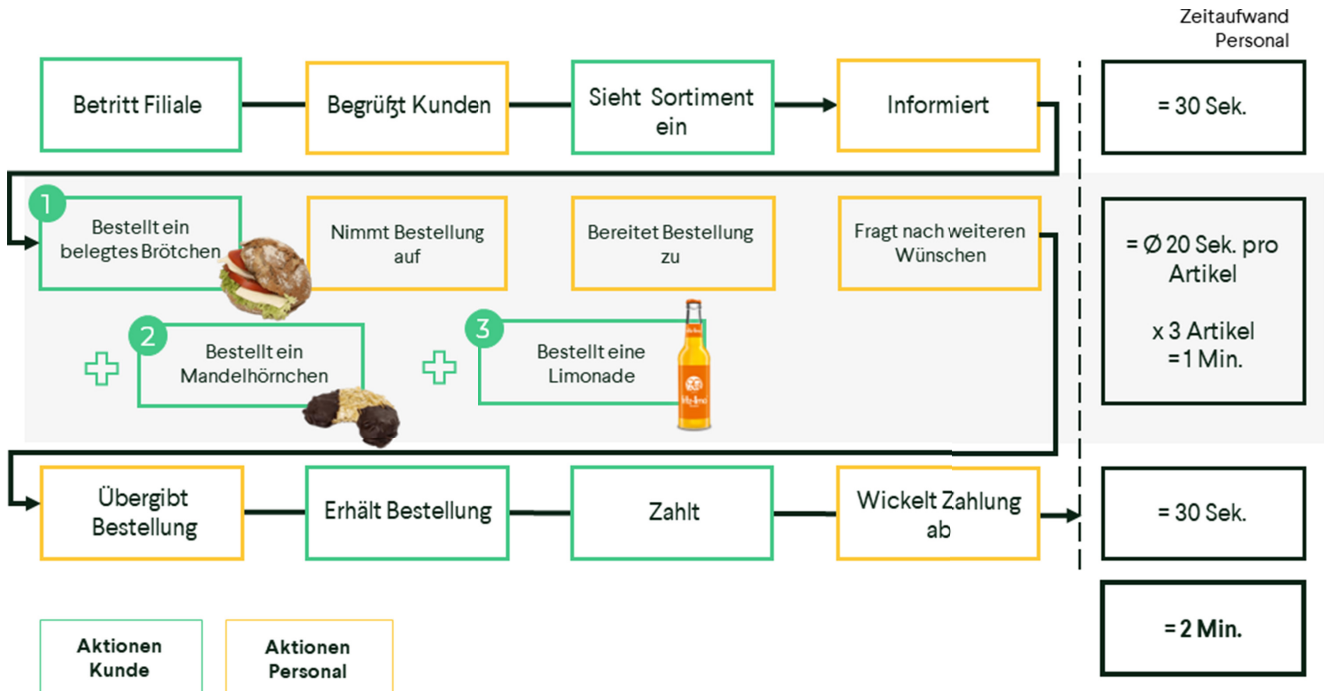 Zeitaufwand
Personal
Betritt Filiale
Begrüßt Kunden
Sieht Sortiment
ein
Informiert
= 30 Sek.
1
Bestellt ein
belegtes Brötchen
Nimmt Bestellung
auf
Bereitet Bestellung
zu
Fragt nach weiteren
Wünschen
= Ø 20 Sek. pro
Artikel
x 3 Artikel
= 1 Min.
2
Bestellt ein
Mandelhörnchen
3
Bestellt eine
Limonade
Übergibt
Bestellung
Erhält Bestellung
Zahlt
Wickelt Zahlung
ab
= 30 Sek.
= 2 Min.
Aktionen
Kunde
Aktionen
Personal